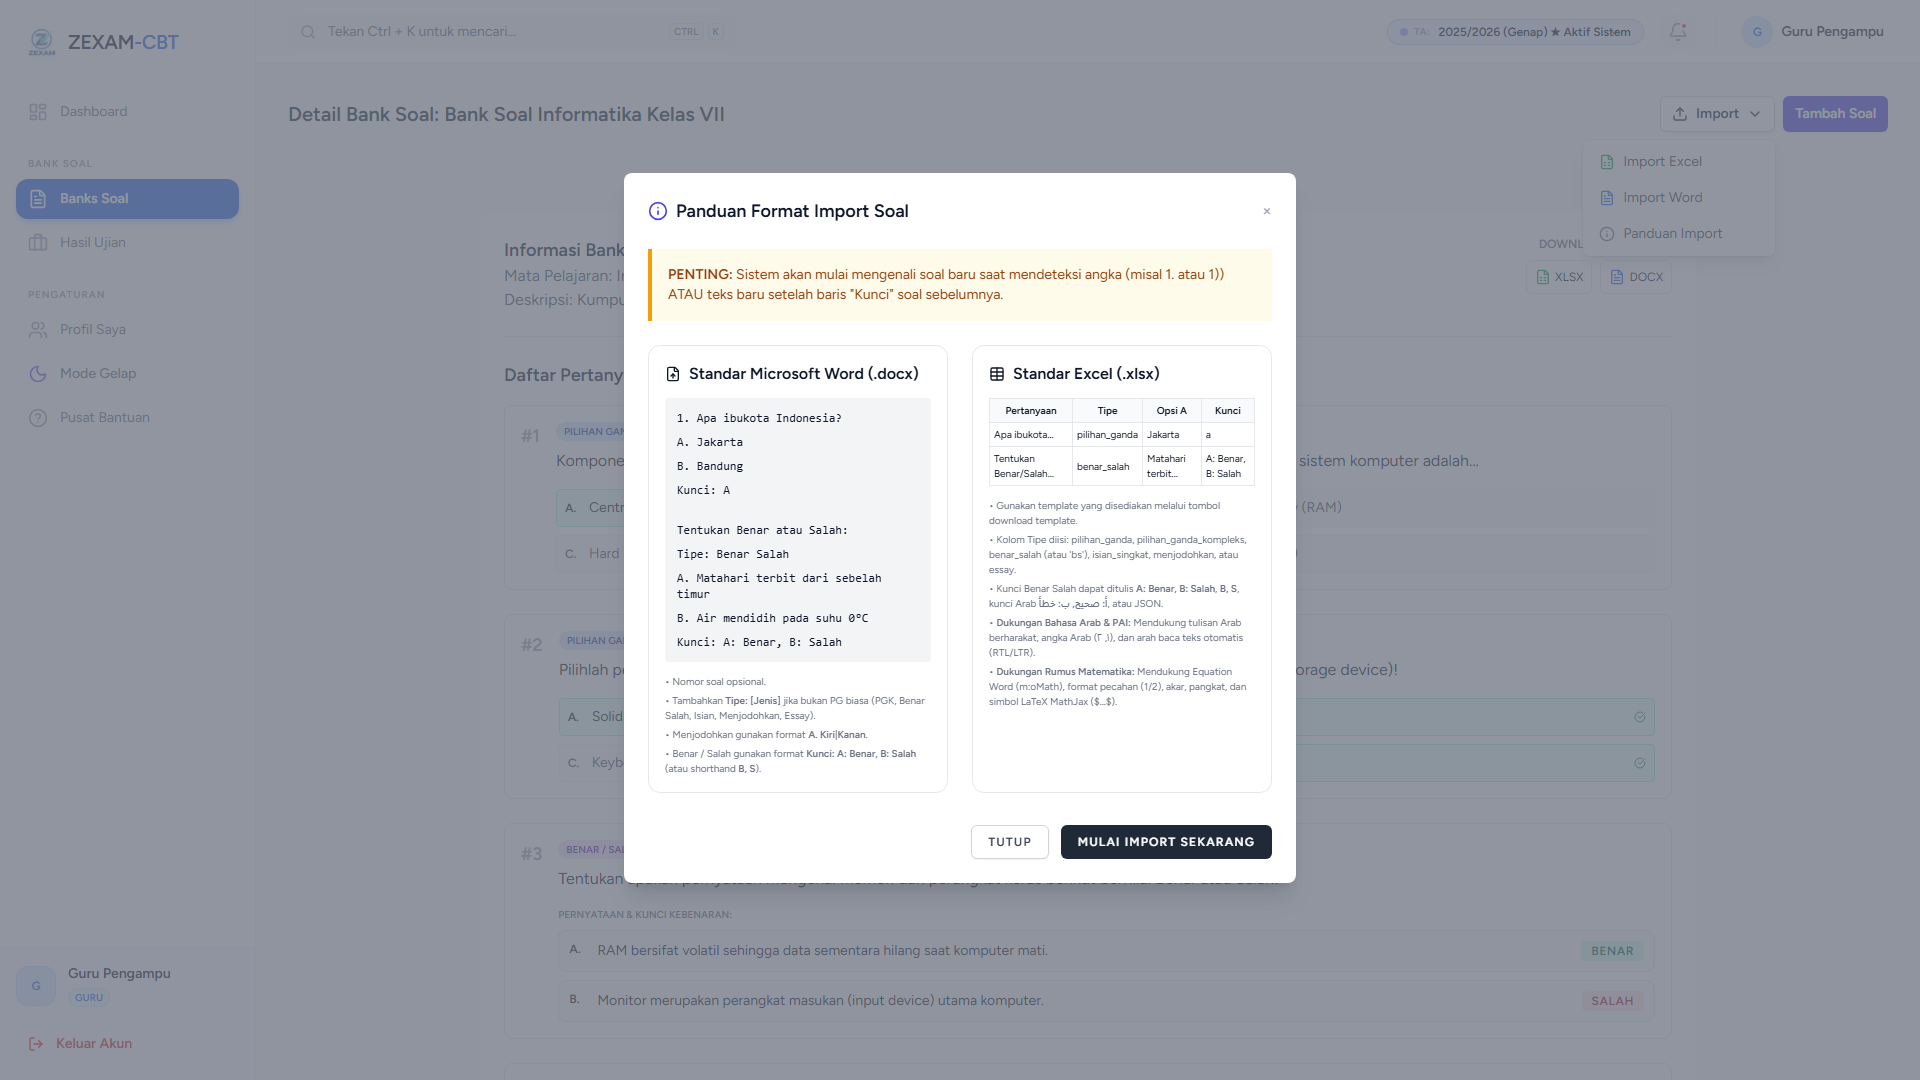 ZEXAM-CBT
ZEXAM
Tekan Ctrl + K untuk mencari...
CTRL
K
TA:
2025/2026 (Genap) ★ Aktif Sistem
G
Guru Pengampu
Dashboard
BANK SOAL
Banks Soal
Hasil Ujian
PENGATURAN
Profil Saya
Mode Gelap
Pusat Bantuan
G
Guru Pengampu
GURU
Keluar Akun
Detail Bank Soal: Bank Soal Informatika Kelas VII
Import
Tambah Soal
Import Excel
Import Word
Panduan Import
Informasi Bank
Mata Pelajaran:
Deskripsi:
XLSX
DOCX
#1
A.
C.
Hard
sistem komputer adalah...
(RAM)
#2
A.
Solid
C.
orage device)!
#3
PERNYATAAN & KUNCI KEBENARAN:
A.
RAM bersifat volatil sehingga data sementara hilang saat komputer mati.
BENAR
B.
Monitor merupakan perangkat masukan (input device) utama komputer.
SALAH
Panduan Format Import Soal
×
PENTING: Sistem akan mulai mengenali soal baru saat mendeteksi angka (misal 1. atau 1))
ATAU teks baru setelah baris "Kunci" soal sebelumnya.
Standar Microsoft Word (.docx)
1. Apa ibukota Indonesia?
A. Jakarta
B. Bandung
Kunci: A
Tentukan Benar atau Salah:
Tipe: Benar Salah
A. Matahari terbit dari sebelah
timur
B. Air mendidih pada suhu 0°C
Kunci: A: Benar, B: Salah
• Nomor soal opsional.
• Tambahkan Tipe: [Jenis] jika bukan PG biasa (PGK, Benar
Salah, Isian, Menjodohkan, Essay).
• Menjodohkan gunakan format A. Kiri|Kanan.
• Benar / Salah gunakan format Kunci: A: Benar, B: Salah
(atau shorthand B, S).
Standar Excel (.xlsx)
Pertanyaan Tipe Opsi A Kunci
Apa ibukota... pilihan_ganda Jakarta a
Tentukan Benar/Salah... benar_salah Matahari terbit... A: Benar, B: Salah
• Gunakan template yang disediakan melalui tombol
download template.
• Kolom Tipe diisi: pilihan_ganda, pilihan_ganda_kompleks,
benar_salah (atau 'bs'), isian_singkat, menjodohkan, atau
essay.
• Kunci Benar Salah dapat ditulis A: Benar, B: Salah, B, S,
kunci Arab أ: صحيح, ب: خطأ, atau JSON.
• Dukungan Bahasa Arab & PAI: Mendukung tulisan Arab
berharakat, angka Arab (١, ٢), dan arah baca teks otomatis
(RTL/LTR).
• Dukungan Rumus Matematika: Mendukung Equation
Word (m:oMath), format pecahan (1/2), akar, pangkat, dan
simbol LaTeX MathJax ($...$).
TUTUP
MULAI IMPORT SEKARANG